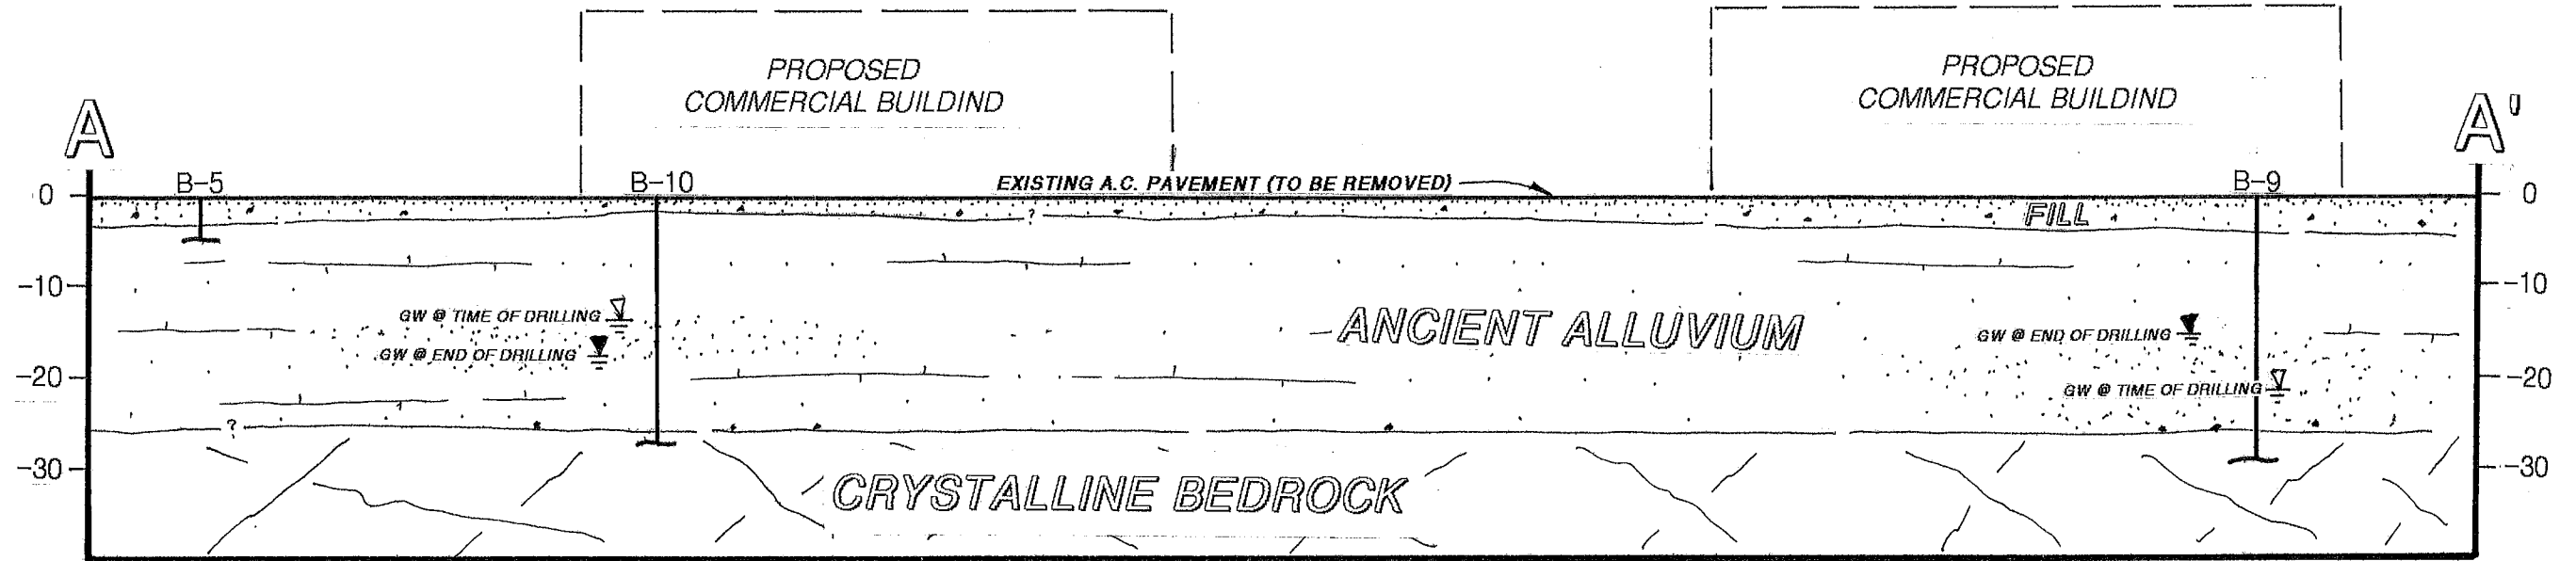 PROPOSED
COMMERCIAL BUILDIND
PROPOSED
COMMERCIAL BUILDIND
A
A'
B-5
B-10
EXISTING A.C. PAVEMENT (TO BE REMOVED)
B-9
0
0
FILL
-10
-10
GW @ TIME OF DRILLING
ANCIENT ALLUVIUM
GW @ END OF DRILLING
GW @ END OF DRILLING
-20
-20
GW @ TIME OF DRILLING
?
?
-30
-30
CRYSTALLINE BEDROCK